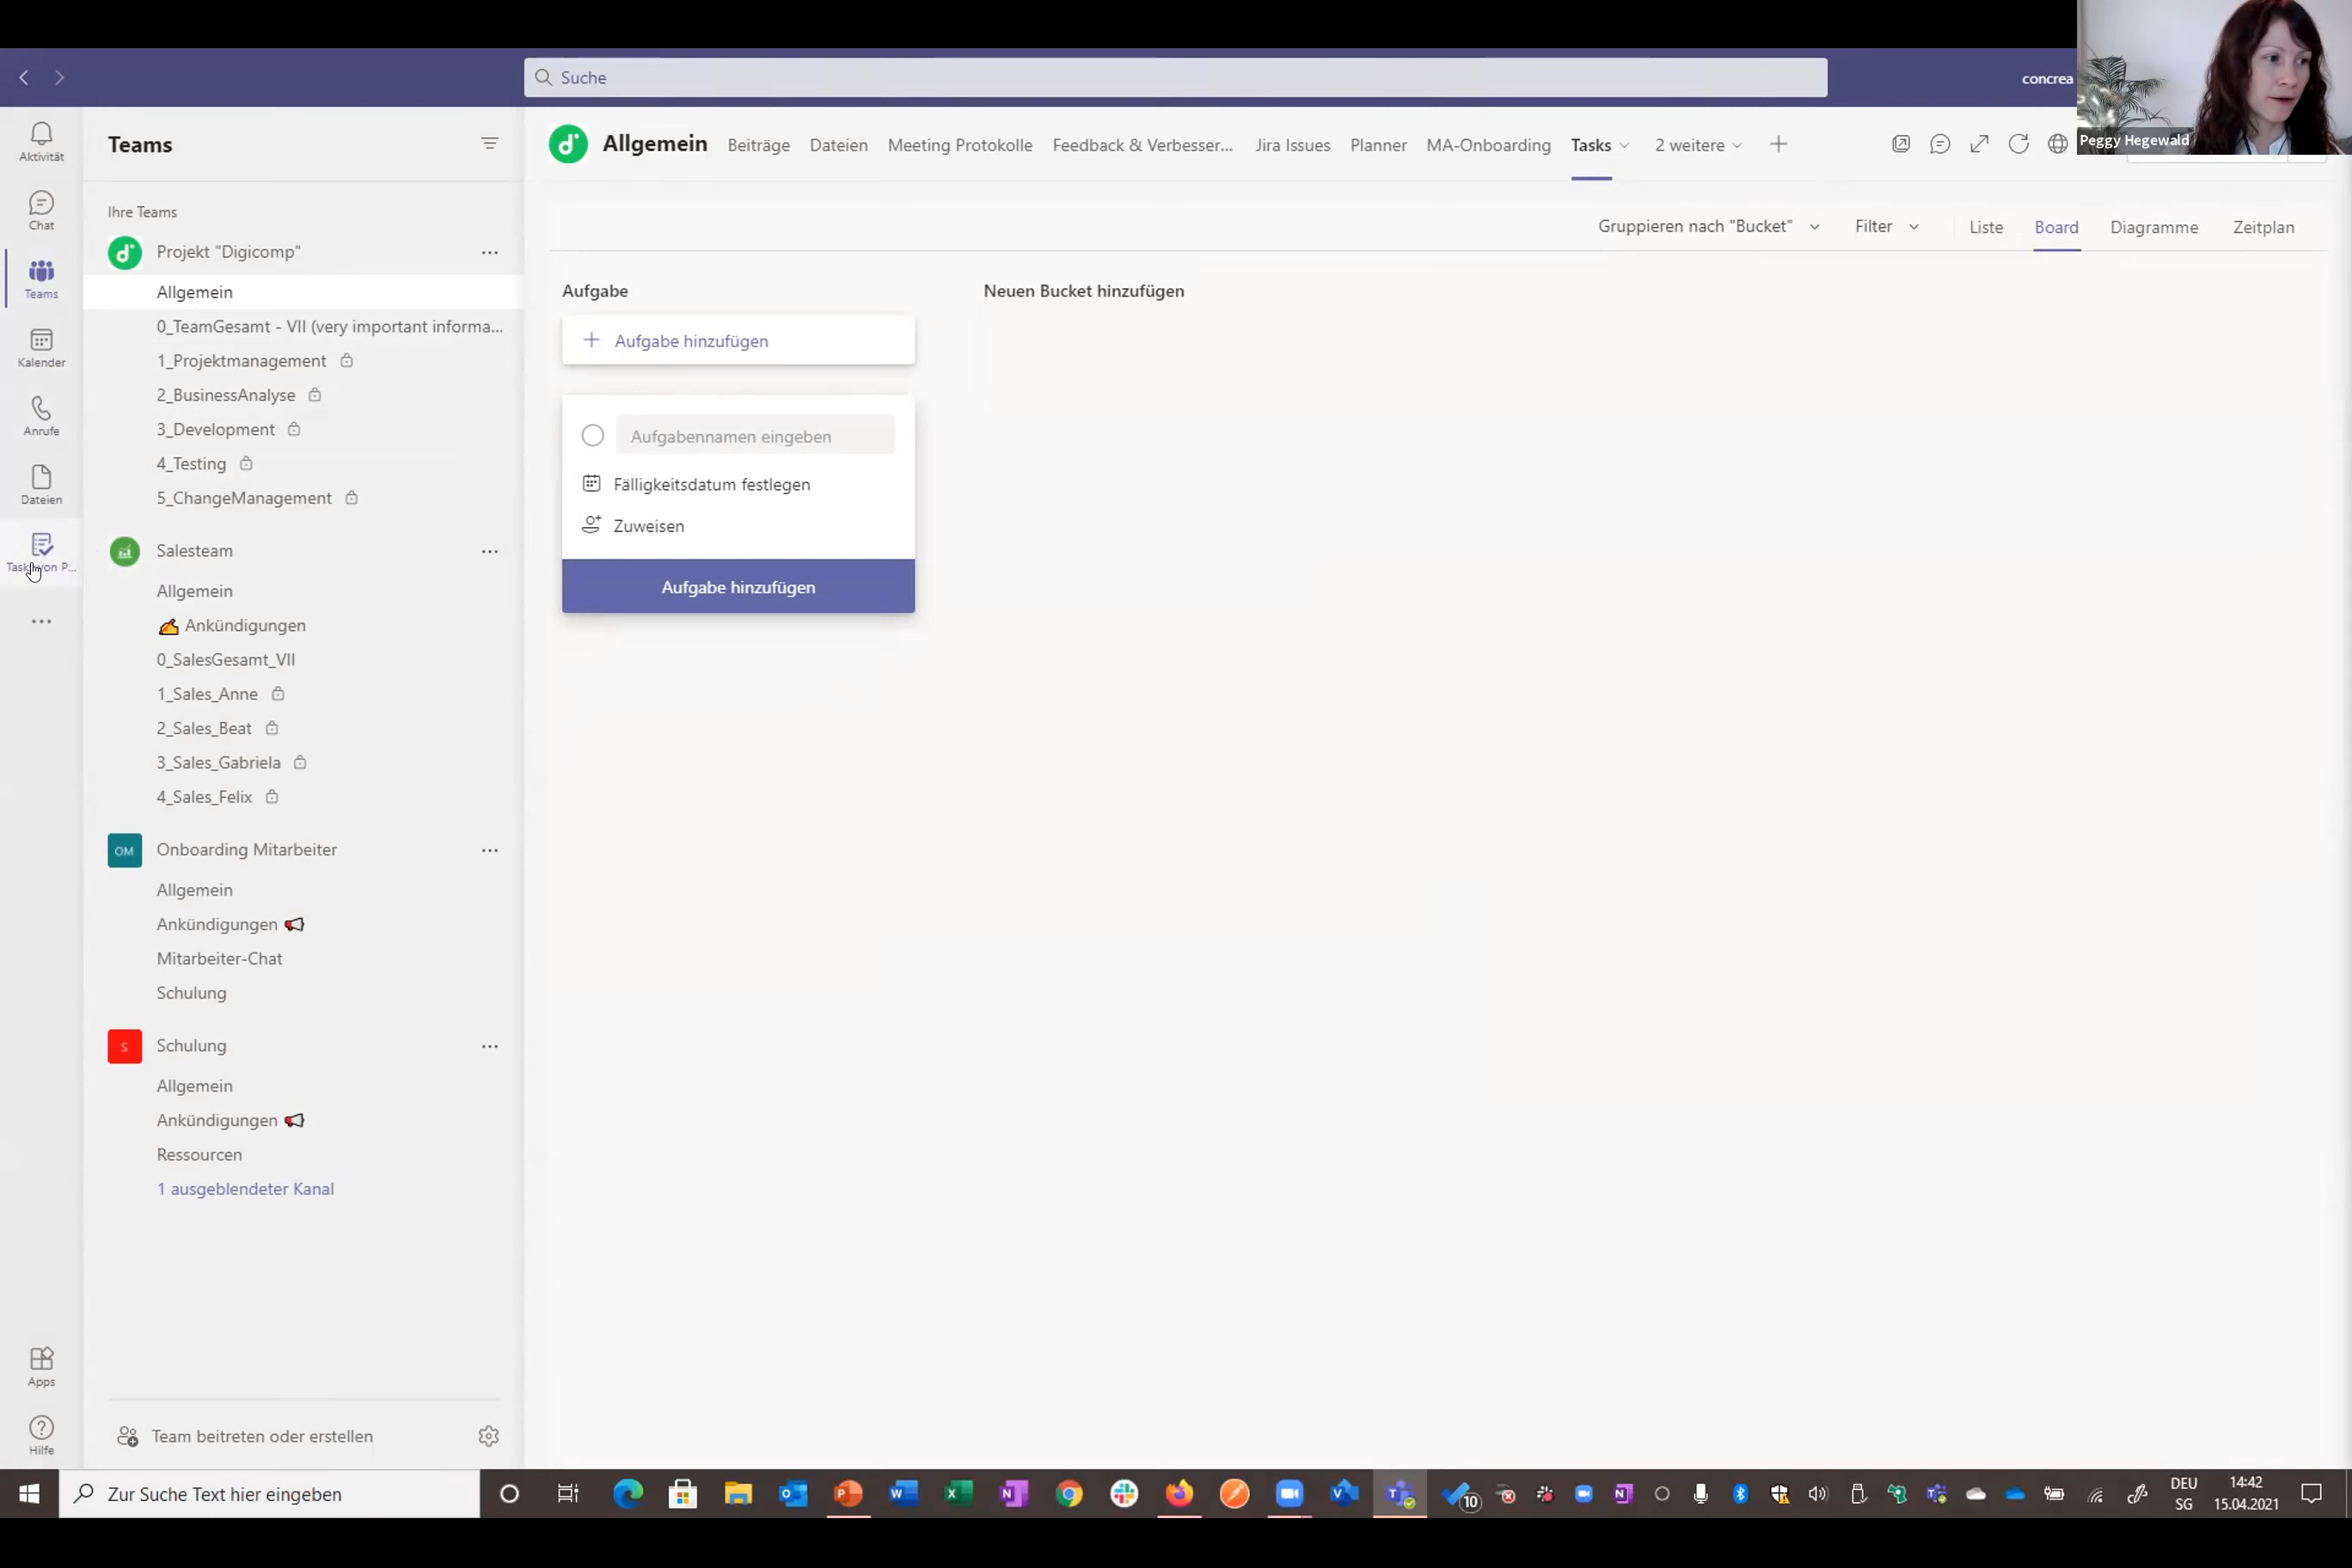 Suche
concrea
Peggy Hegewald
Aktivität
Chat
Teams
Kalender
Anrufe
Dateien
Apps
Hilfe
Teams
Ihre Teams
Projekt "Digicomp"
Allgemein
0_TeamGesamt - VII (very important informa...
1_Projektmanagement
2_BusinessAnalyse
3_Development
4_Testing
5_ChangeManagement
Salesteam
Allgemein
Ankündigungen
0_SalesGesamt_VII
1_Sales_Anne
2_Sales_Beat
3_Sales_Gabriela
4_Sales_Felix
OM Onboarding Mitarbeiter
Allgemein
Ankündigungen
Mitarbeiter-Chat
Schulung
S Schulung
Allgemein
Ankündigungen
Ressourcen
1 ausgeblendeter Kanal
Team beitreten oder erstellen
d Allgemein Beiträge Dateien Meeting Protokolle Feedback & Verbesser... Jira Issues Planner MA-Onboarding Tasks 2 weitere
Gruppieren nach "Bucket" Filter Liste Board Diagramme Zeitplan
Aufgabe
Neuen Bucket hinzufügen
Aufgabe hinzufügen
Aufgabennamen eingeben
Fälligkeitsdatum festlegen
Zuweisen
Aufgabe hinzufügen
Zur Suche Text hier eingeben
10
DEU
SG
14:42
15.04.2021